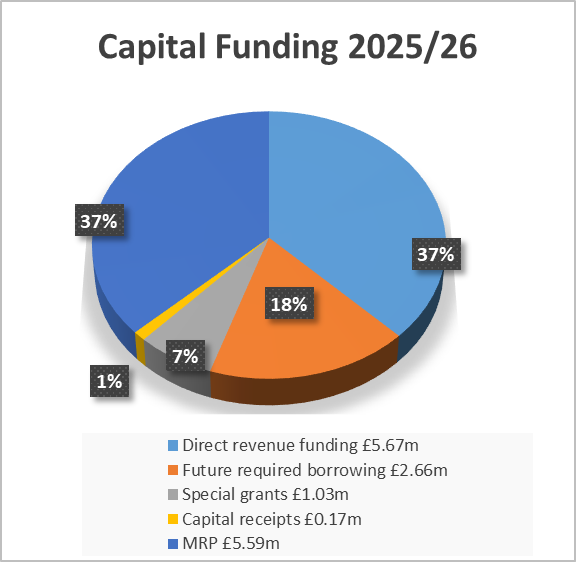 Capital Funding 2025/26
37%
37%
18%
7%
1%
Direct revenue funding £5.67m
Future required borrowing £2.66m
Special grants £1.03m
Capital receipts £0.17m
MRP £5.59m